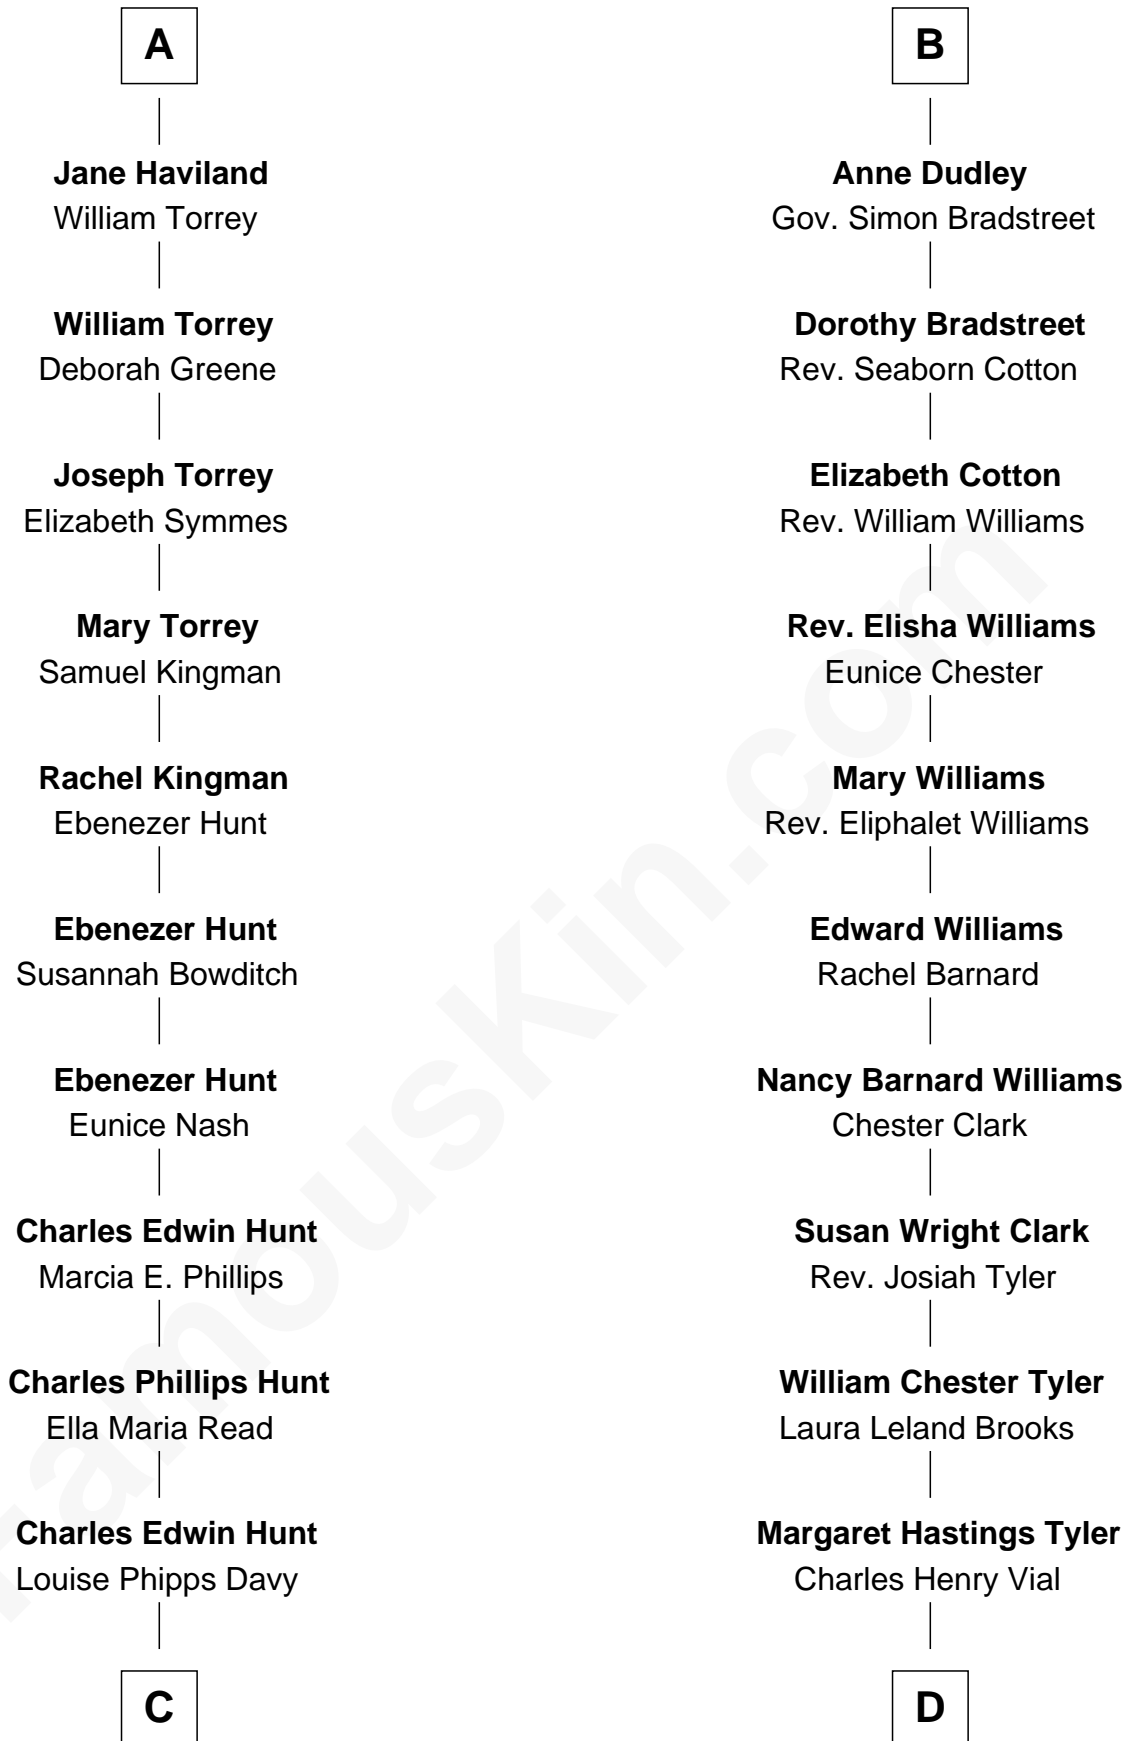 A
Jane Haviland
William Torrey
William Torrey
Deborah Greene
Joseph Torrey
Elizabeth Symmes
Mary Torrey
Samuel Kingman
Rachel Kingman
Ebenezer Hunt
Ebenezer Hunt
Susannah Bowditch
Ebenezer Hunt
Eunice Nash
Charles Edwin Hunt
Marcia E. Phillips
Charles Phillips Hunt
Ella Maria Read
Charles Edwin Hunt
Louise Phipps Davy
C
B
Anne Dudley
Gov. Simon Bradstreet
Dorothy Bradstreet
Rev. Seaborn Cotton
Elizabeth Cotton
Rev. William Williams
Rev. Elisha Williams
Eunice Chester
Mary Williams
Rev. Eliphalet Williams
Edward Williams
Rachel Barnard
Nancy Barnard Williams
Chester Clark
Susan Wright Clark
Rev. Josiah Tyler
William Chester Tyler
Laura Leland Brooks
Margaret Hastings Tyler
Charles Henry Vial
D
FamousKin.com